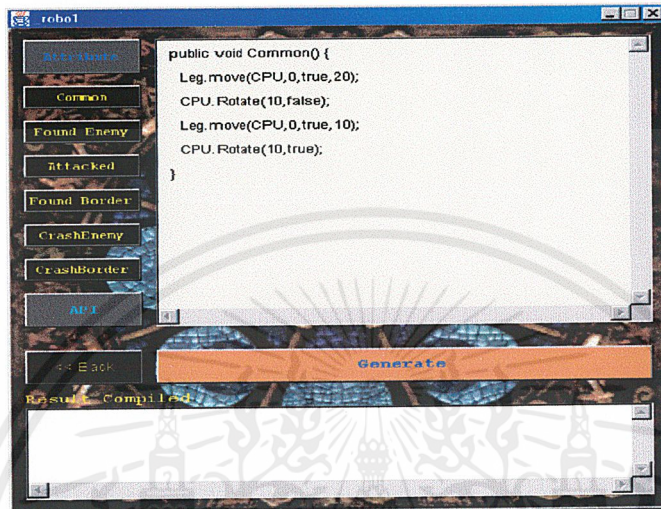 robo1
Attribute
Common
Found Enemy
Attacked
Found Border
CrashEnemy
CrashBorder
API
<< Back
public void Common() {
Leg.move(CPU,0,true,20);
CPU.Rotate(10,false);
Leg.move(CPU,0,true,10);
CPU.Rotate(10,true);
}
Generate
Result Compiled